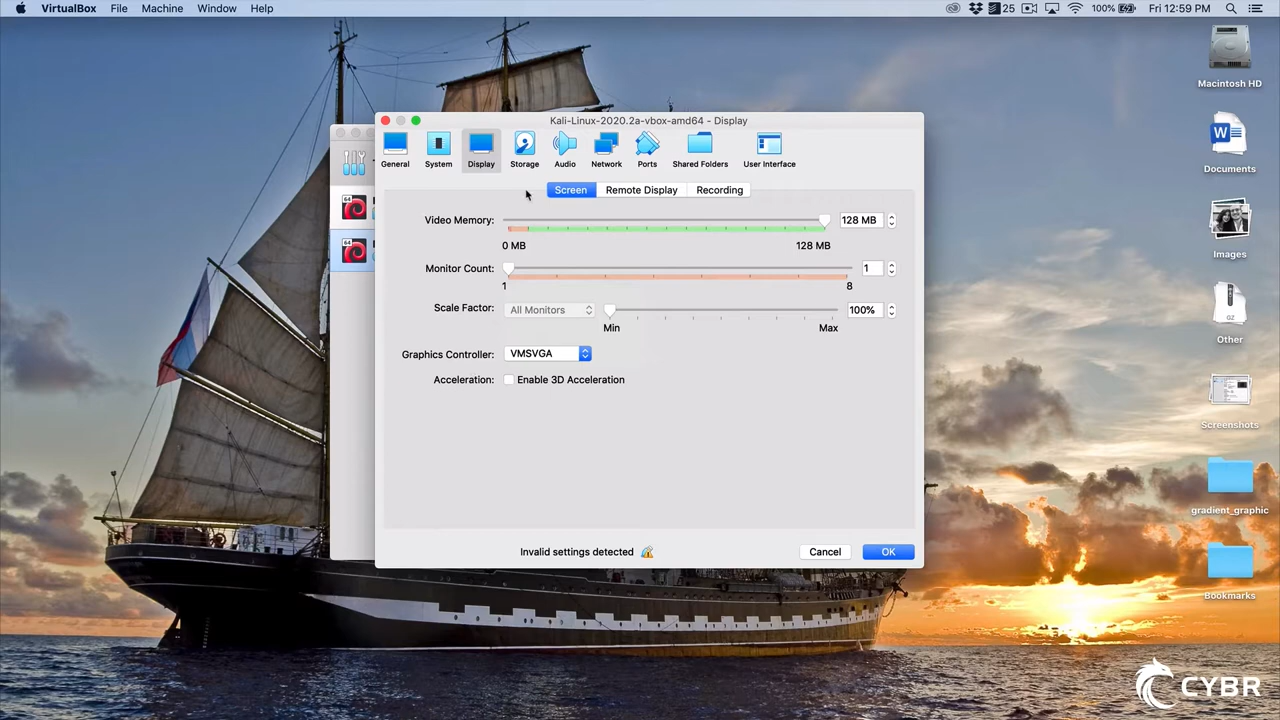 VirtualBox File Machine Window Help 25 100% Fri 12:59 PM
Macintosh HD
Kali-Linux-2020.2a-vbox-amd64 - Display
General System Display Storage Audio Network Ports Shared Folders User Interface
Documents
Screen Remote Display Recording
64
Video Memory: 128 MB
0 MB 128 MB
64
Images
Monitor Count: 1
1 8
Scale Factor: All Monitors 100%
Min Max
GZ
Other
Graphics Controller: VMSVGA
Acceleration: Enable 3D Acceleration
Screenshots
gradient_graphic
Invalid settings detected Cancel OK
Bookmarks
CYBR